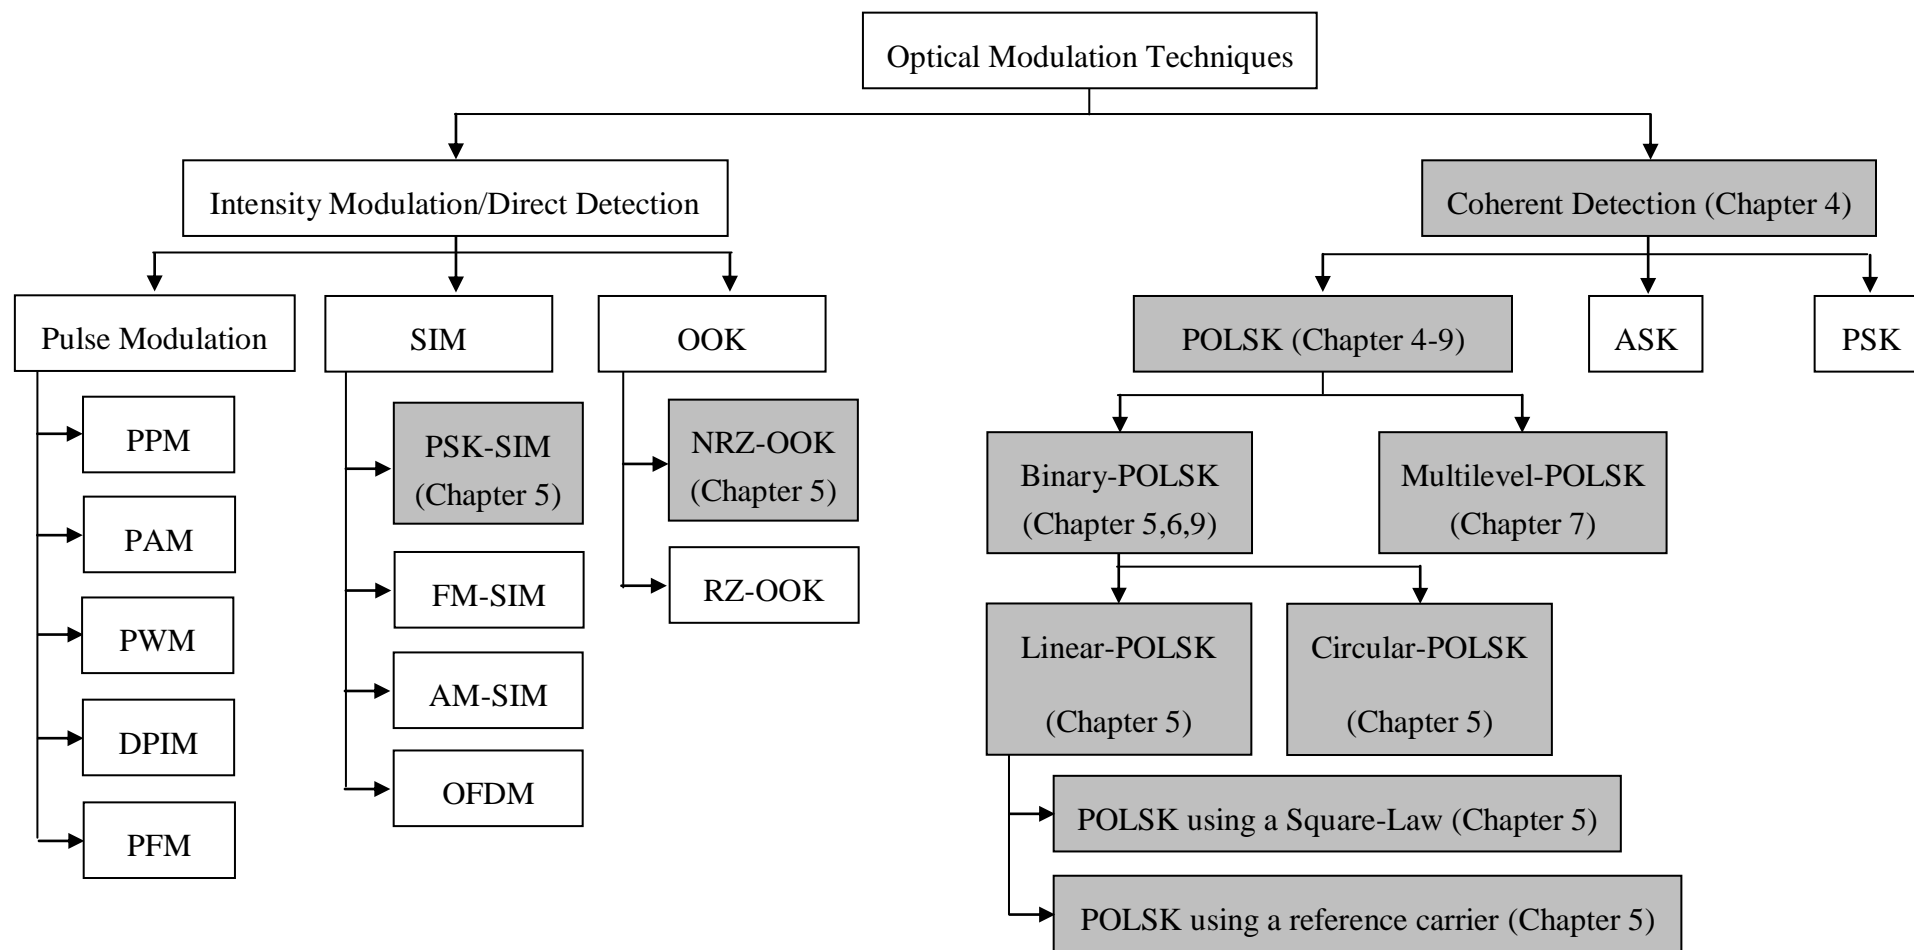 Optical Modulation Techniques
Intensity Modulation/Direct Detection
Coherent Detection (Chapter 4)
Pulse Modulation
SIM
OOK
POLSK (Chapter 4-9)
ASK
PSK
PPM
PAM
PWM
DPIM
PFM
PSK-SIM
(Chapter 5)
FM-SIM
AM-SIM
OFDM
NRZ-OOK
(Chapter 5)
RZ-OOK
Binary-POLSK
(Chapter 5,6,9)
Multilevel-POLSK
(Chapter 7)
Linear-POLSK
(Chapter 5)
Circular-POLSK
(Chapter 5)
POLSK using a Square-Law (Chapter 5)
POLSK using a reference carrier (Chapter 5)